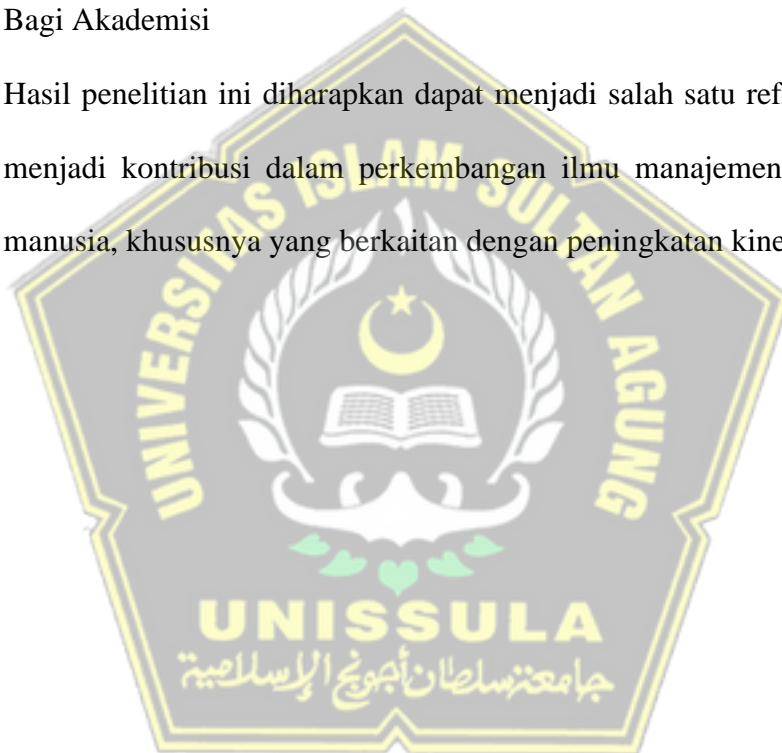 Bagi Akademisi
Hasil penelitian ini diharapkan dapat menjadi salah satu ref
menjadi kontribusi dalam perkembangan ilmu manajemen
manusia, khususnya yang berkaitan dengan peningkatan kine
UNIVERSITAS ISLAM SULTAN AGUNG
UNISSULA
جامعة سلطان أجونج الإسلامية